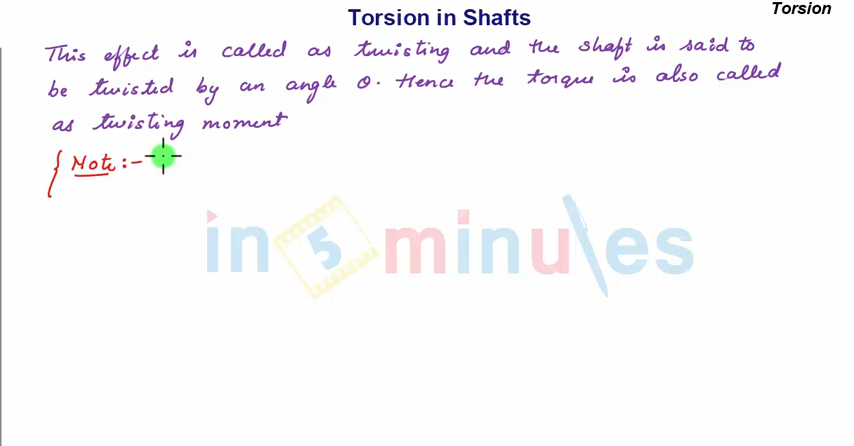 Torsion
Torsion in Shafts
This effect is called as twisting and the shaft is said to
be twisted by an angle θ. Hence the torque is also called
as twisting moment
{ Note :-
in 5 minutes